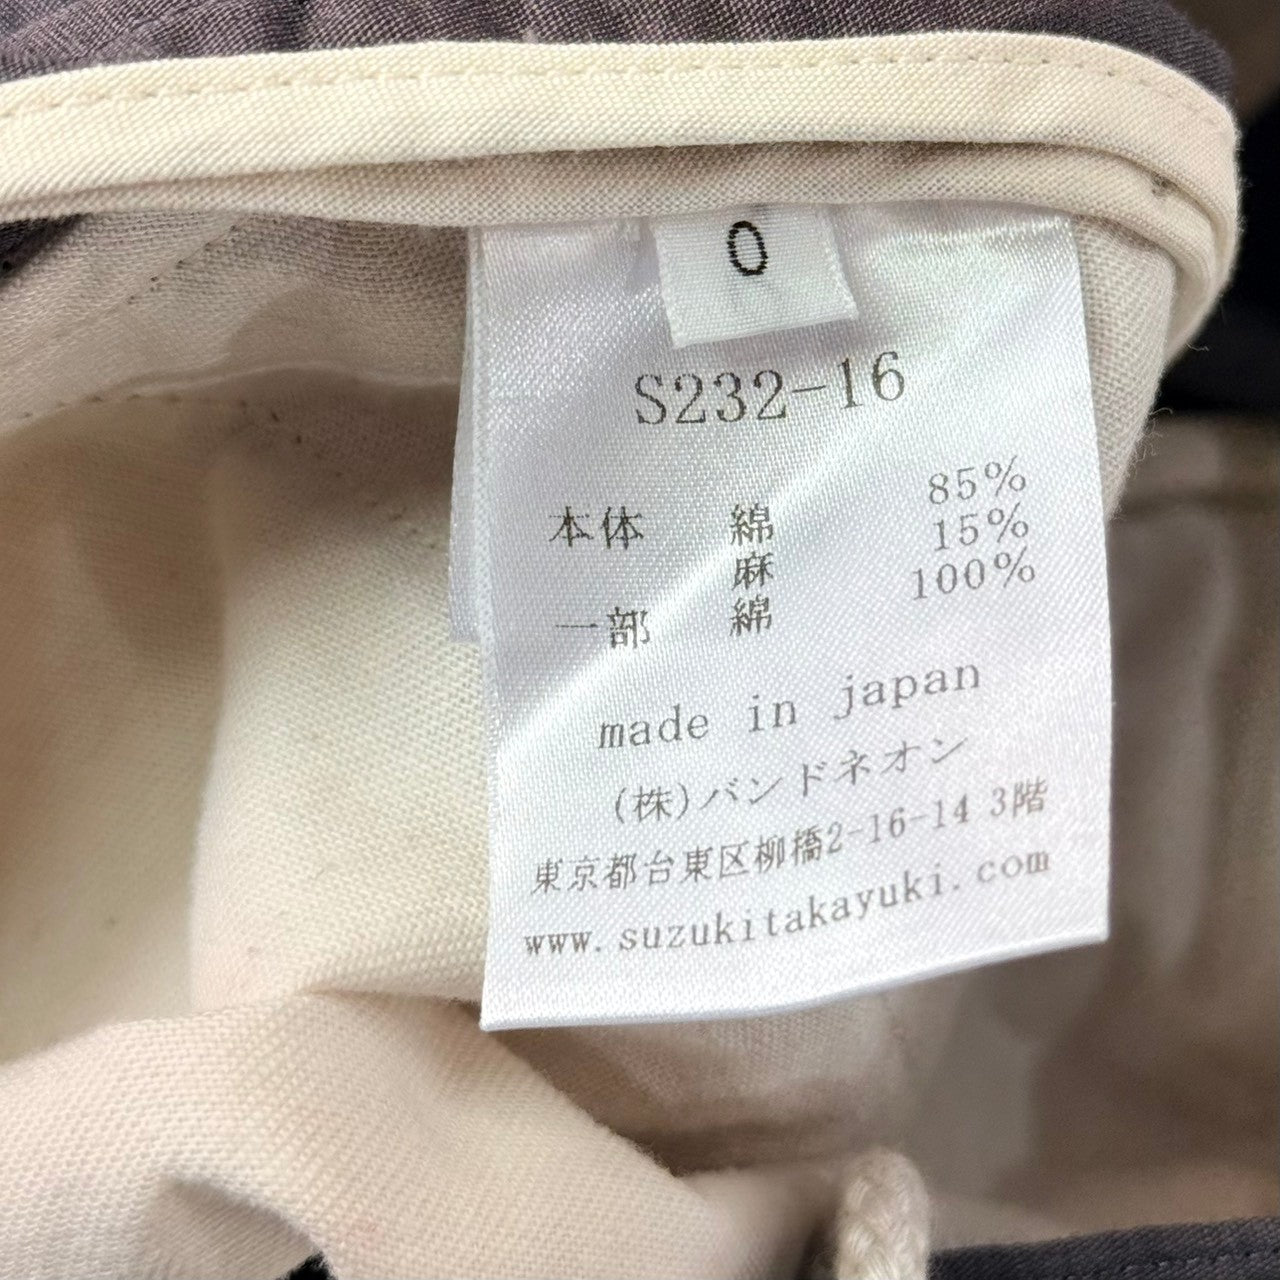 0
S232-16
本体 綿 85%
麻 15%
一部 綿 100%
made in japan
(株)バンドネオン
東京都台東区柳橋2-16-14 3階
www.suzukitakayuki.com